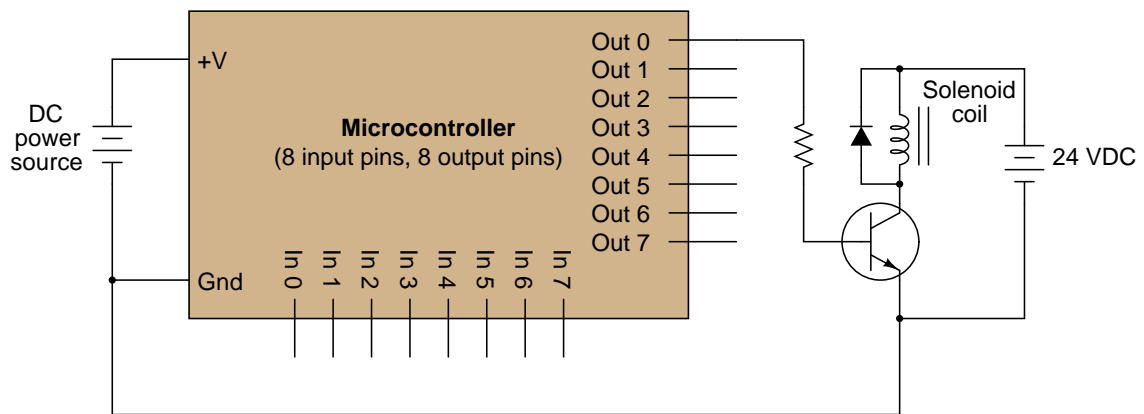 DC
power
source
+V
Gnd
Microcontroller
(8 input pins, 8 output pins)
In 0
In 1
In 2
In 3
In 4
In 5
In 6
In 7
Out 0
Out 1
Out 2
Out 3
Out 4
Out 5
Out 6
Out 7
Solenoid
coil
24 VDC